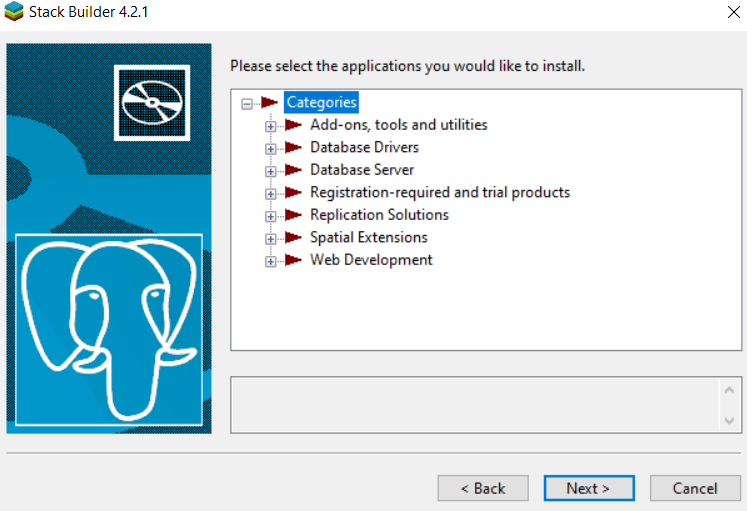 Stack Builder 4.2.1
Please select the applications you would like to install.
Categories
Add-ons, tools and utilities
Database Drivers
Database Server
Registration-required and trial products
Replication Solutions
Spatial Extensions
Web Development
< Back Next > Cancel